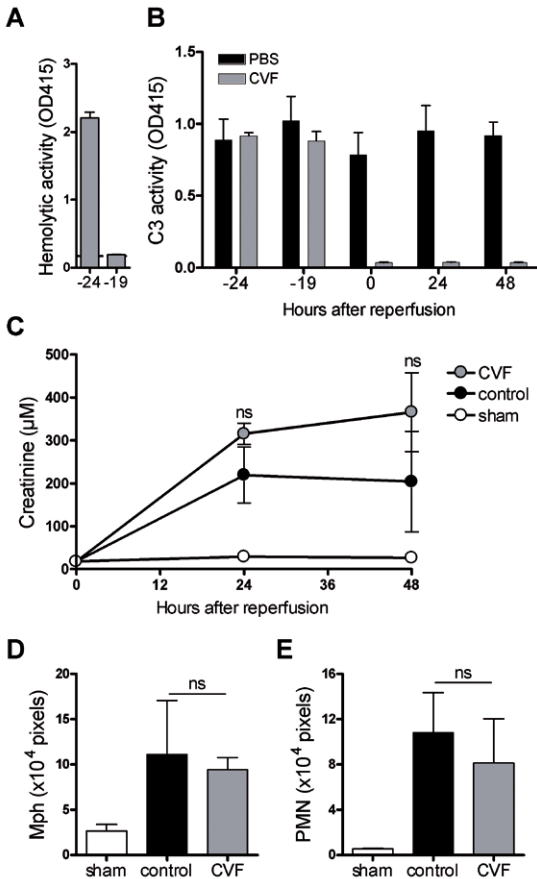 A
Hemolytic activity (OD415)
3
2
1
0
-24 -19
B
PBS
CVF
C3 activity (OD415)
1.5
1.0
0.5
0.0
-24 -19 0 24 48
Hours after reperfusion
C
Creatinine (µM)
500
400
300
200
100
0
ns
ns
CVF
control
sham
0 12 24 36 48
Hours after reperfusion
D
Mph (x10⁴ pixels)
20
15
10
5
0
ns
sham control CVF
E
PMN (x10⁴ pixels)
16
12
8
4
0
ns
sham control CVF